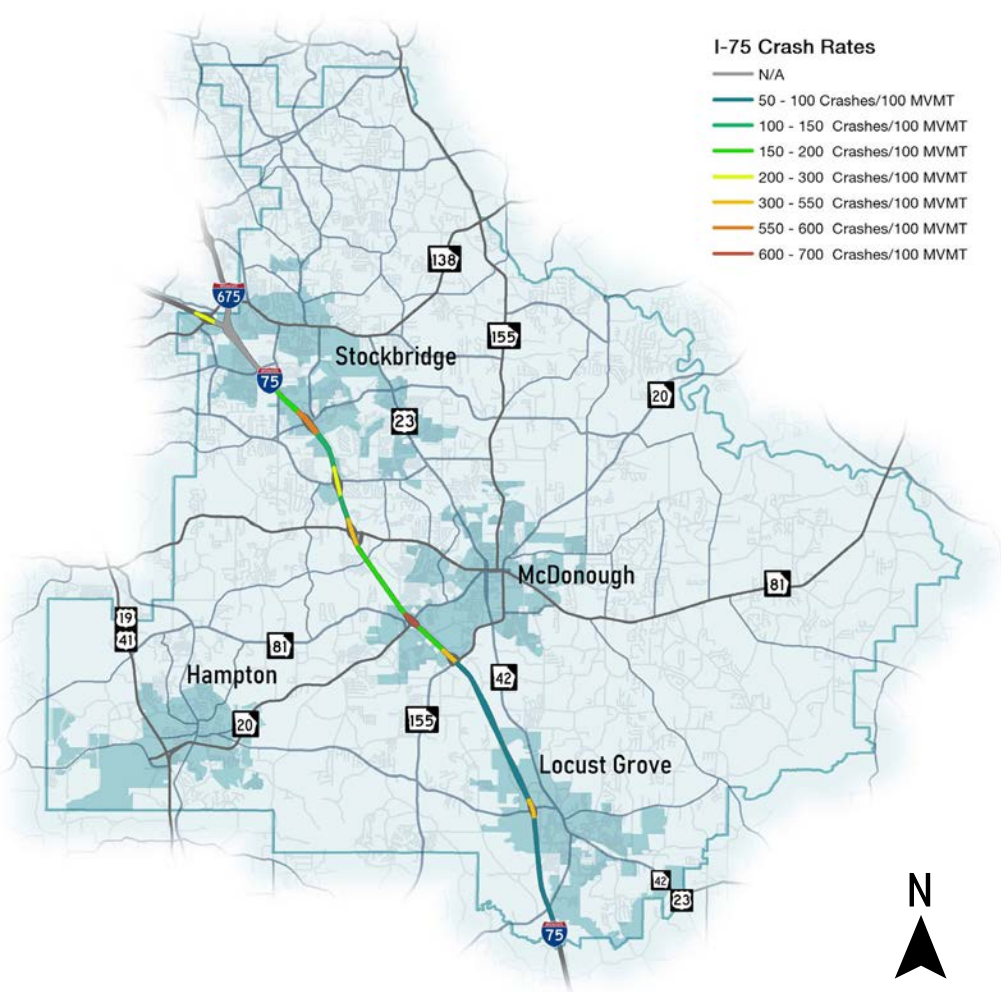 I-75 Crash Rates
N/A
50 - 100 Crashes/100 MVMT
100 - 150 Crashes/100 MVMT
150 - 200 Crashes/100 MVMT
200 - 300 Crashes/100 MVMT
300 - 550 Crashes/100 MVMT
550 - 600 Crashes/100 MVMT
600 - 700 Crashes/100 MVMT
138
675
155
Stockbridge
75
20
23
McDonough
81
19
41
81
Hampton
42
20
155
Locust Grove
42
23
75
N